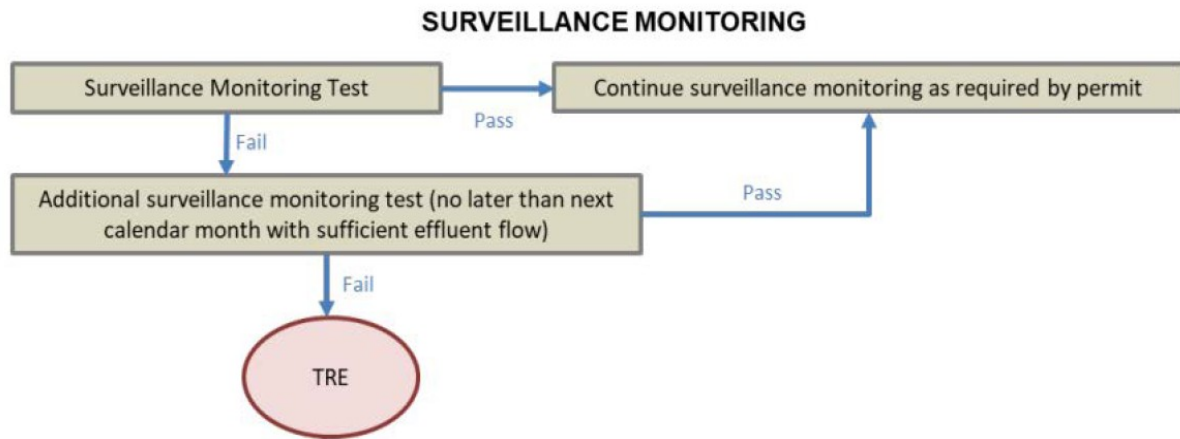 SURVEILLANCE MONITORING
Surveillance Monitoring Test
Continue surveillance monitoring as required by permit
Pass
Fail
Additional surveillance monitoring test (no later than next
calendar month with sufficient effluent flow)
Pass
Fail
TRE